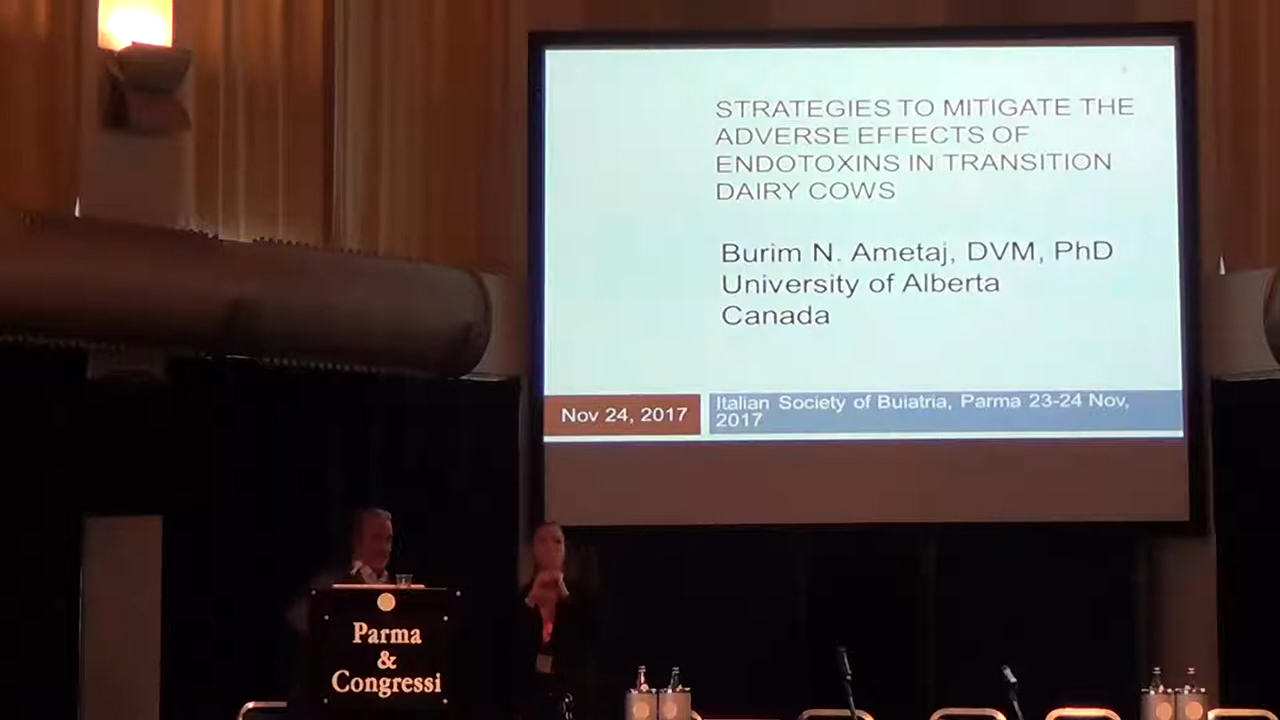 STRATEGIES TO MITIGATE THE
ADVERSE EFFECTS OF
ENDOTOXINS IN TRANSITION
DAIRY COWS
Burim N. Ametaj, DVM, PhD
University of Alberta
Canada
Nov 24, 2017
Italian Society of Buiatria, Parma 23-24 Nov,
2017
Parma
&
Congressi